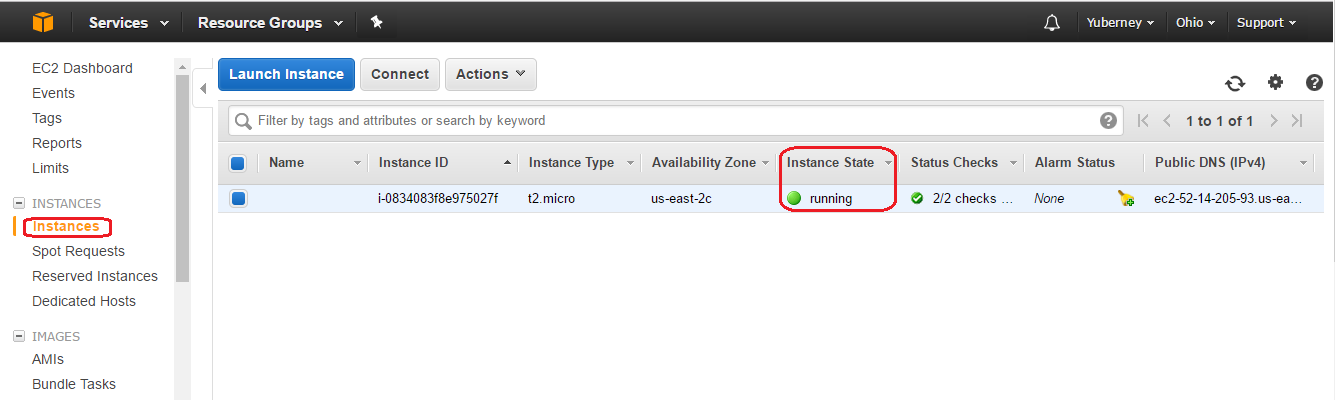 Services Resource Groups Yuberney Ohio Support
EC2 Dashboard
Events
Tags
Reports
Limits
INSTANCES
Instances
Spot Requests
Reserved Instances
Dedicated Hosts
IMAGES
AMIs
Bundle Tasks
Launch Instance Connect Actions
Filter by tags and attributes or search by keyword 1 to 1 of 1
Name Instance ID Instance Type Availability Zone Instance State Status Checks Alarm Status Public DNS (IPv4)
i-0834083f8e975027f t2.micro us-east-2c running 2/2 checks ... None ec2-52-14-205-93.us-ea...